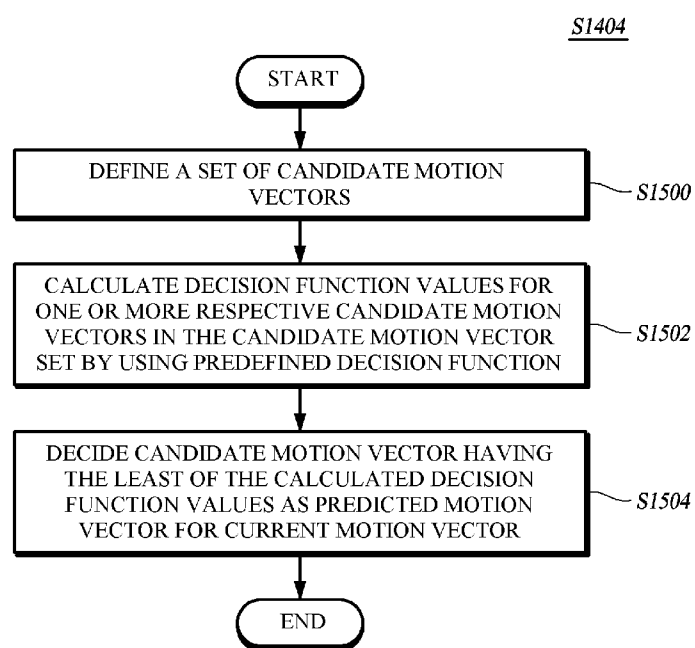 S1404
START
DEFINE A SET OF CANDIDATE MOTION
VECTORS
S1500
CALCULATE DECISION FUNCTION VALUES FOR
ONE OR MORE RESPECTIVE CANDIDATE MOTION
VECTORS IN THE CANDIDATE MOTION VECTOR
SET BY USING PREDEFINED DECISION FUNCTION
S1502
DECIDE CANDIDATE MOTION VECTOR HAVING
THE LEAST OF THE CALCULATED DECISION
FUNCTION VALUES AS PREDICTED MOTION
VECTOR FOR CURRENT MOTION VECTOR
S1504
END